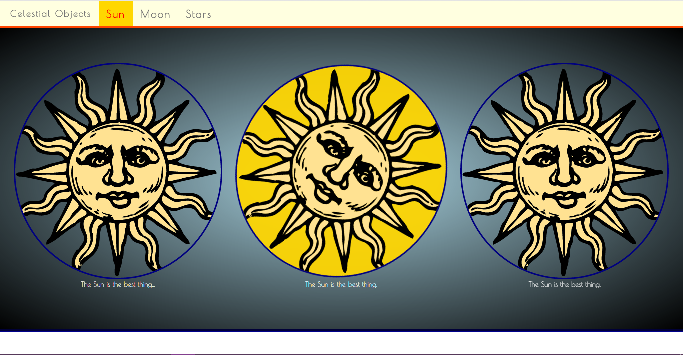 Celestial Objects Sun Moon Stars
The Sun is the best thing... The Sun is the best thing. The Sun is the best thing.